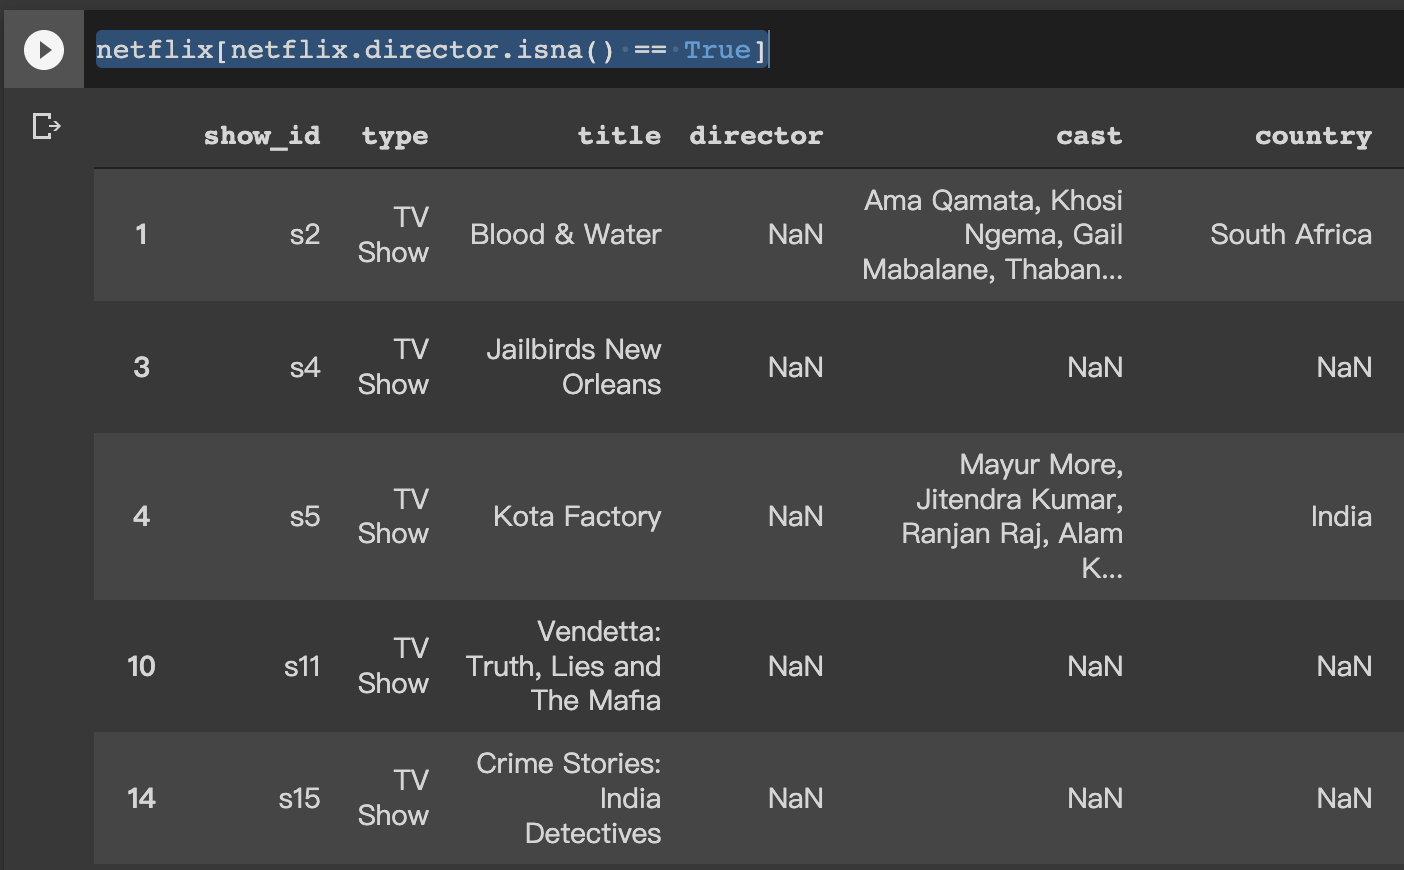 netflix[netflix.director.isna() == True]
show_id type title director cast country
1 s2 TV Show Blood & Water NaN Ama Qamata, Khosi Ngema, Gail Mabalane, Thaban... South Africa
3 s4 TV Show Jailbirds New Orleans NaN NaN NaN
4 s5 TV Show Kota Factory NaN Mayur More, Jitendra Kumar, Ranjan Raj, Alam K... India
10 s11 TV Show Vendetta: Truth, Lies and The Mafia NaN NaN NaN
14 s15 TV Show Crime Stories: India Detectives NaN NaN NaN